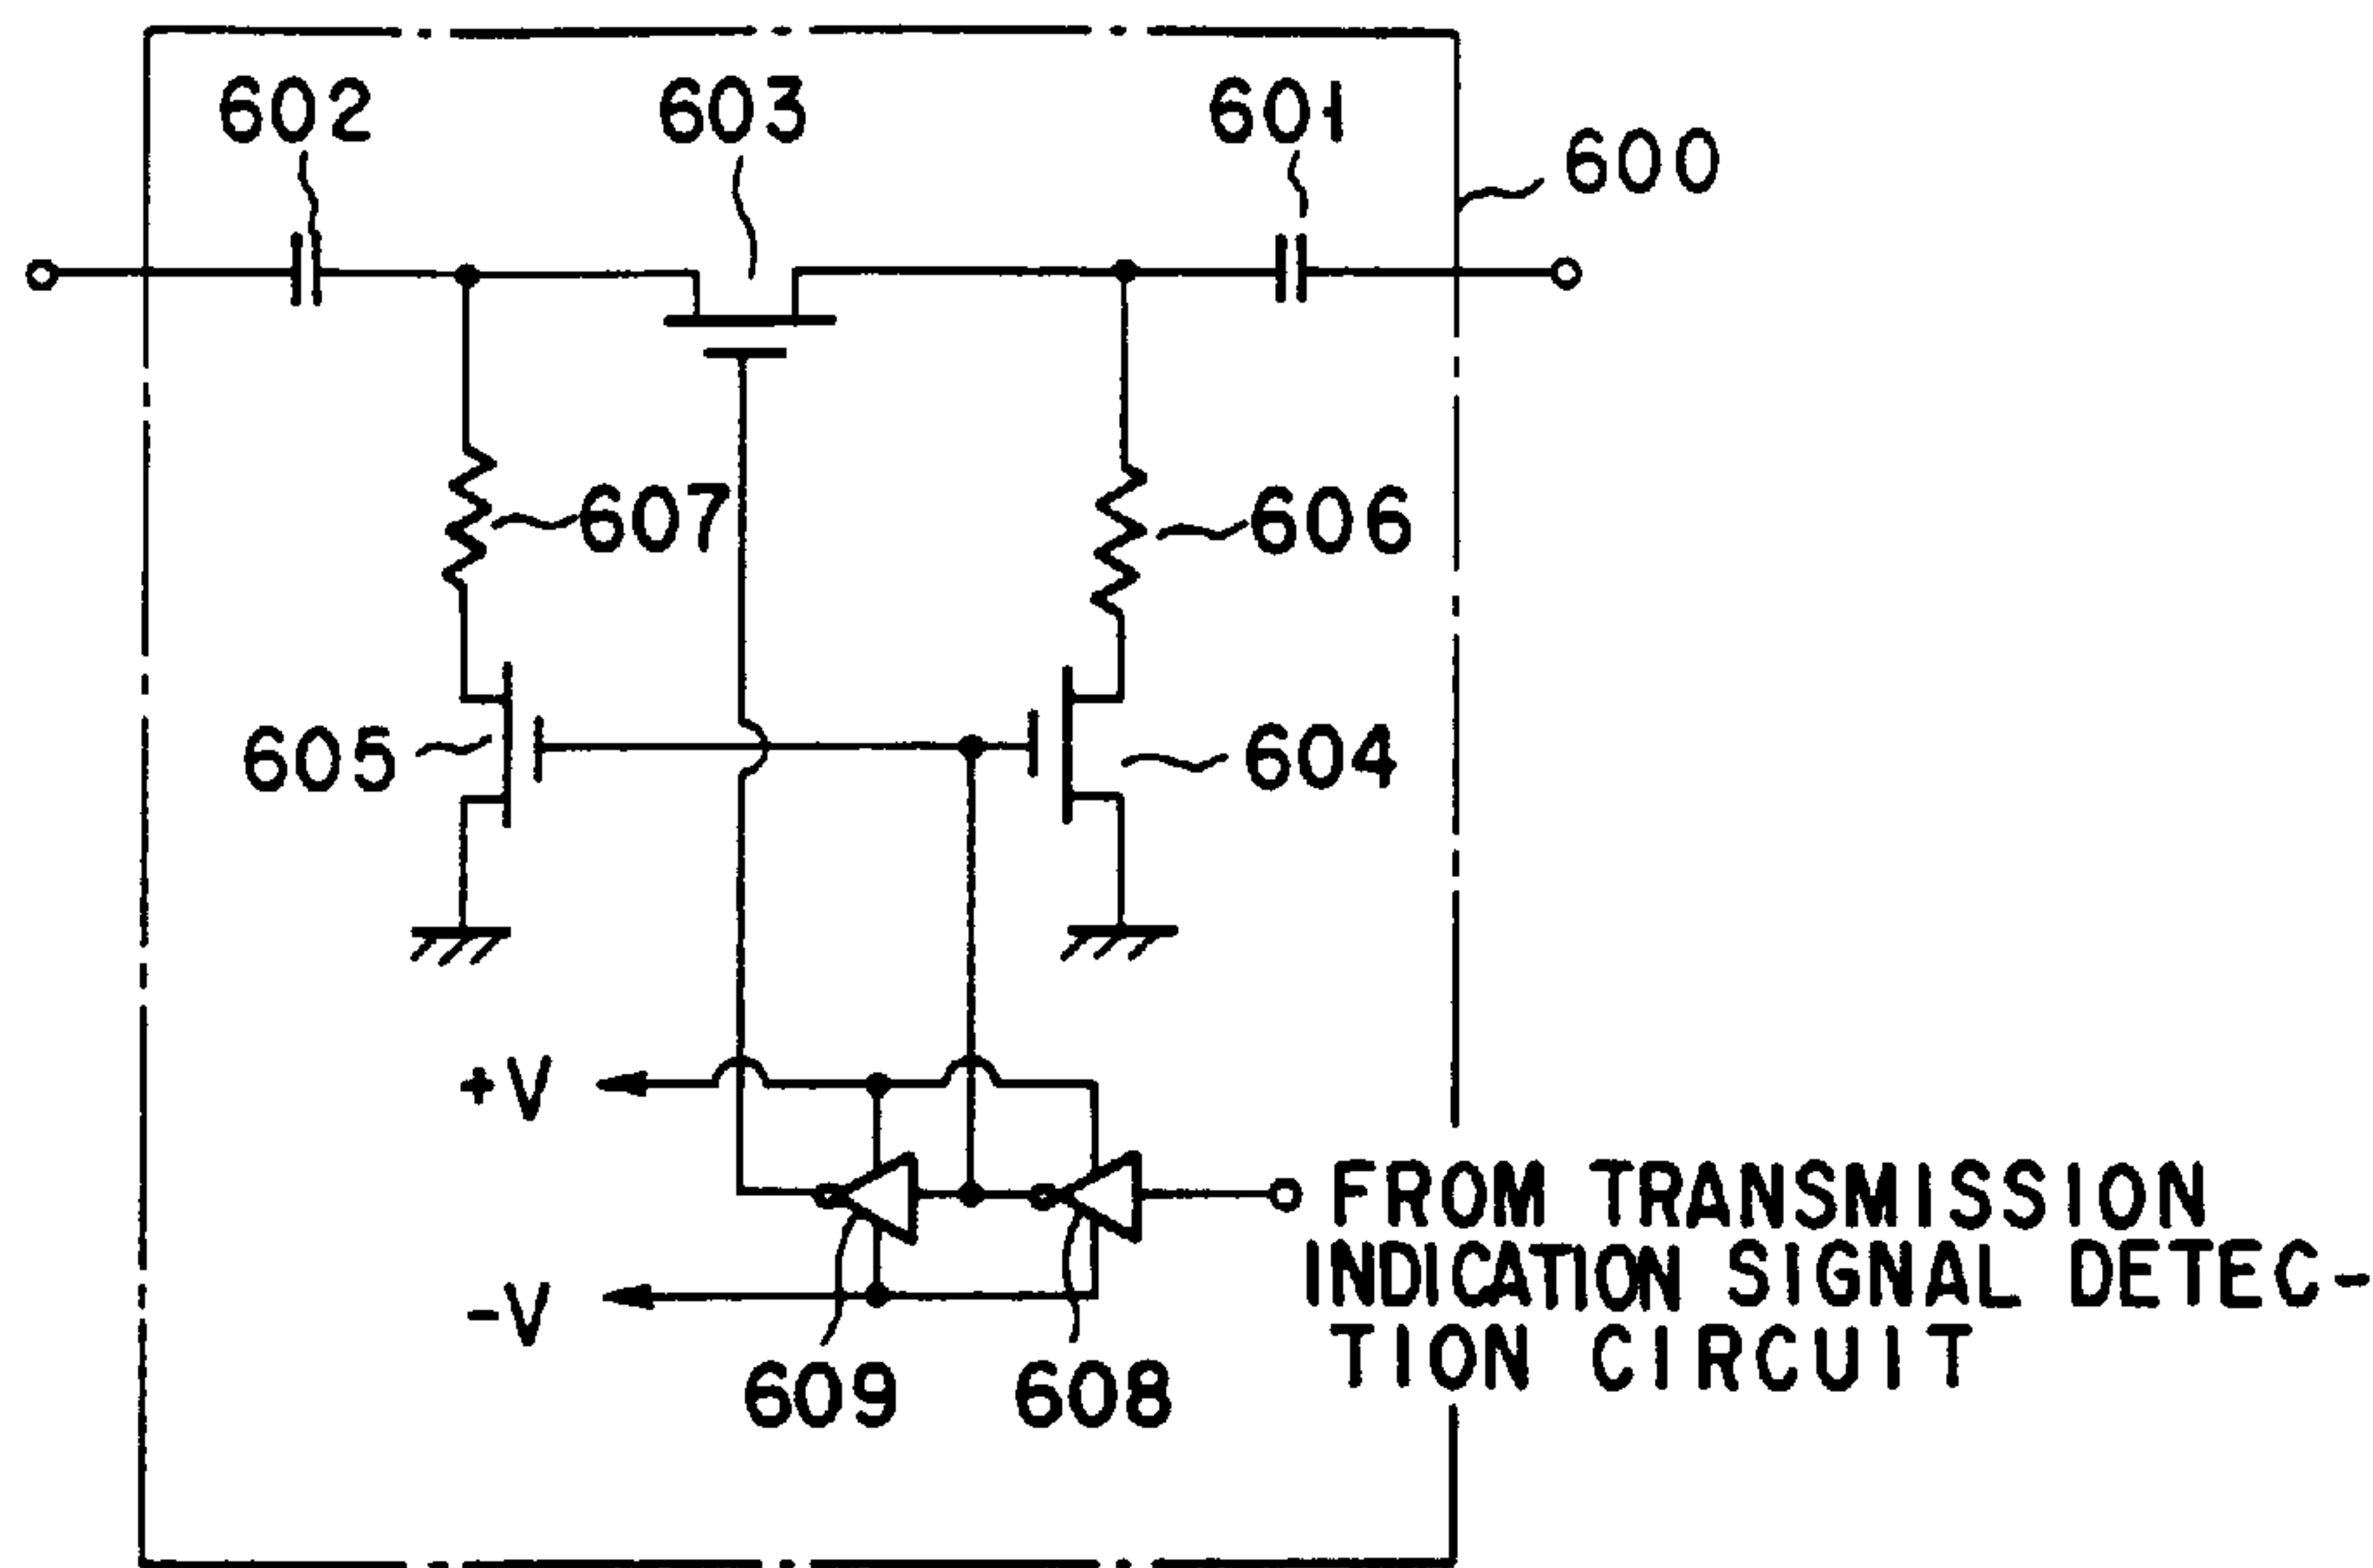 602
603
601
600
607
606
605
604
+V
-V
FROM TRANSMISSION
INDICATION SIGNAL DETEC-
TION CIRCUIT
609
608